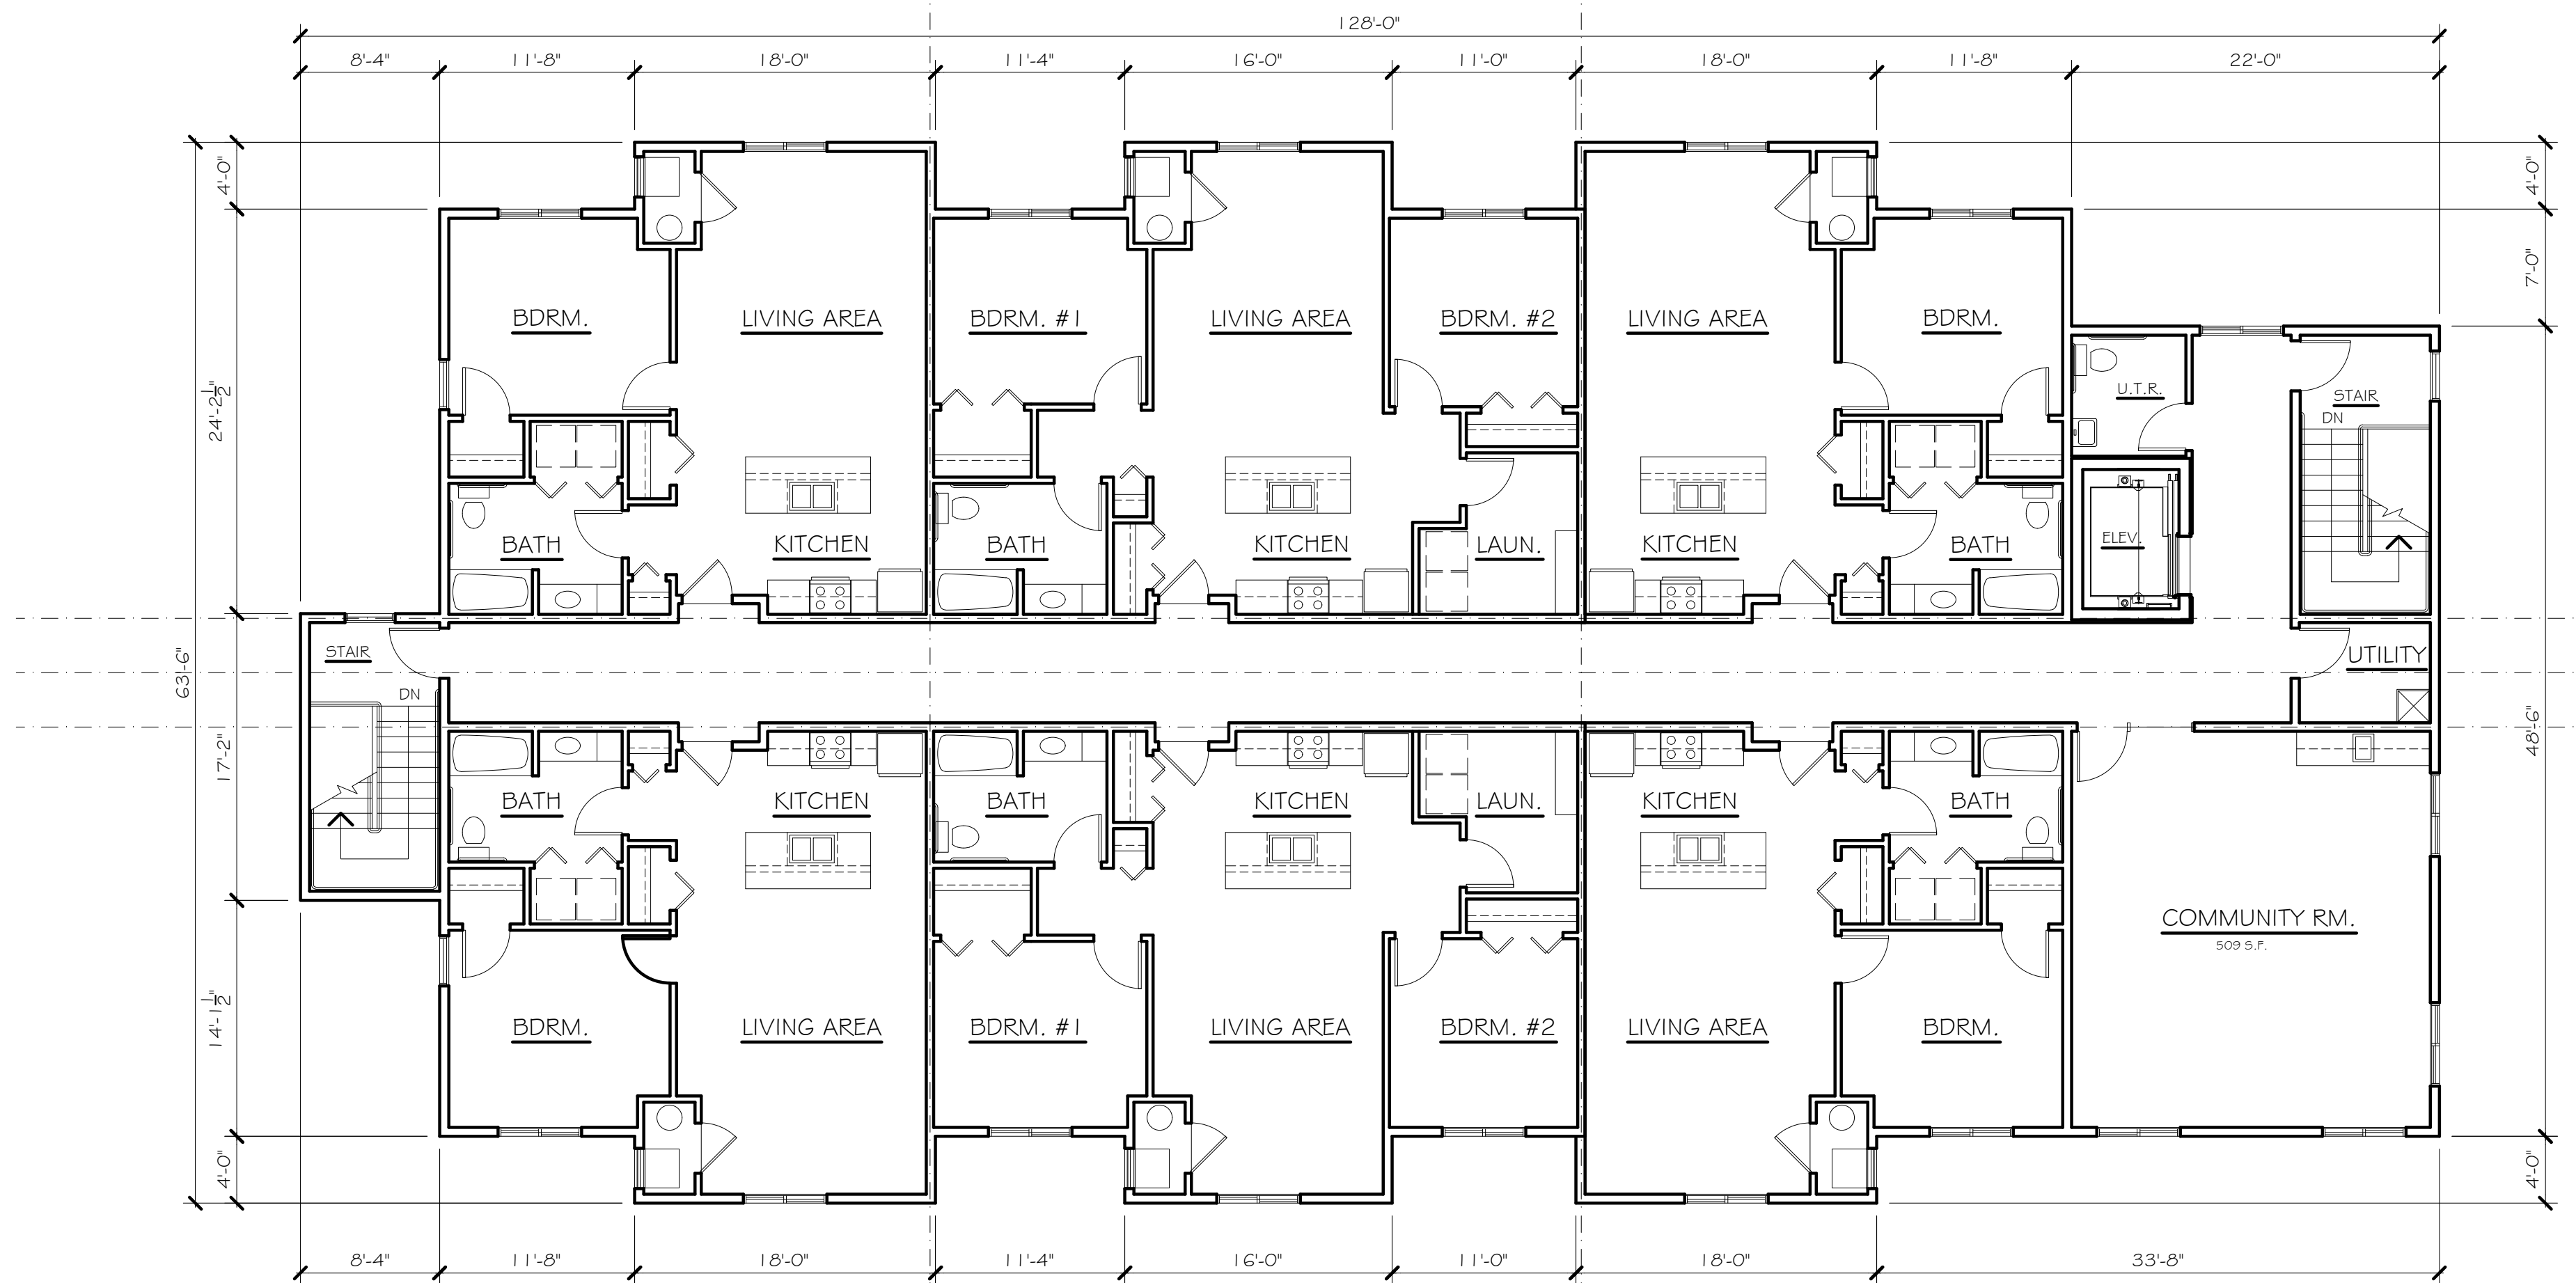 128'-0"
8'-4" 11'-8" 18'-0" 11'-4" 16'-0" 11'-0" 18'-0" 11'-8" 22'-0"
4'-0" 4'-0"
7'-0"
BDRM. LIVING AREA BDRM. #1 LIVING AREA BDRM. #2 LIVING AREA BDRM.
24'-2 1/2"
U.T.R. STAIR
DN
BATH KITCHEN BATH KITCHEN LAUN. KITCHEN BATH ELEV.
63'-6"
STAIR UTILITY
DN
17'-2" 48'-6"
BATH KITCHEN BATH KITCHEN LAUN. KITCHEN BATH
COMMUNITY RM.
509 S.F.
14'-1 1/2"
BDRM. LIVING AREA BDRM. #1 LIVING AREA BDRM. #2 LIVING AREA BDRM.
4'-0" 4'-0"
8'-4" 11'-8" 18'-0" 11'-4" 16'-0" 11'-0" 18'-0" 33'-8"